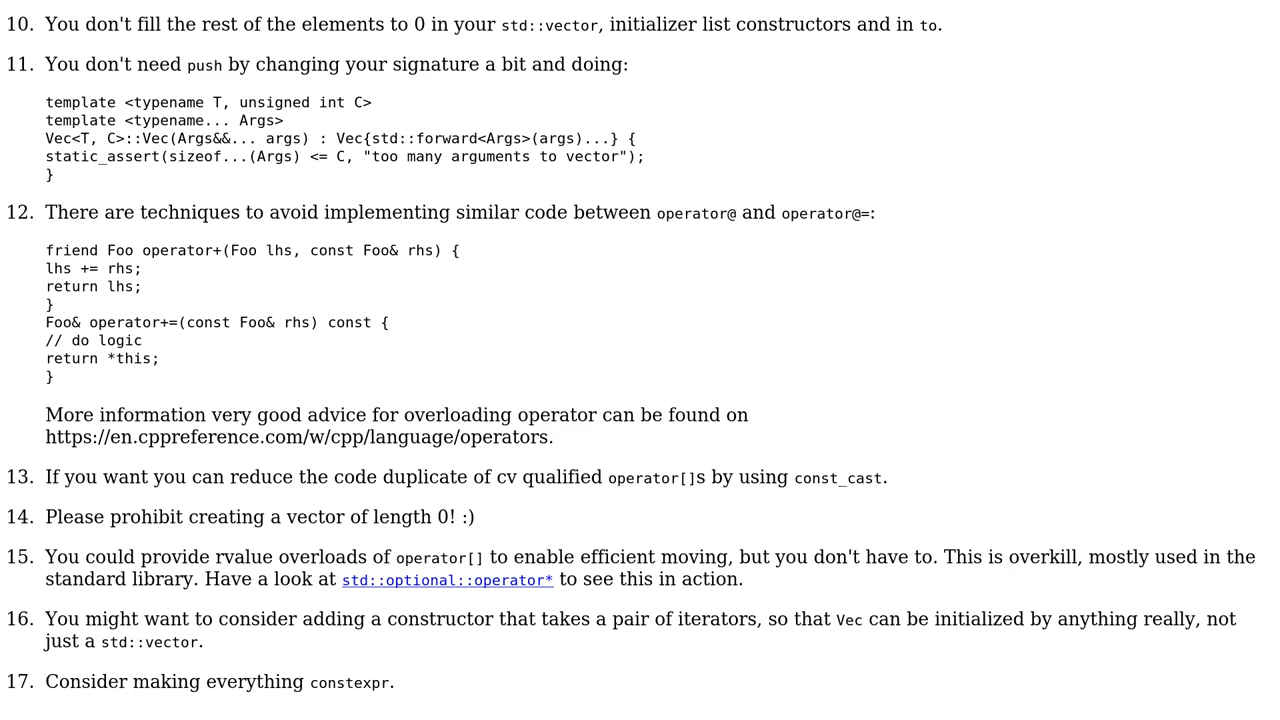 10. You don't fill the rest of the elements to 0 in your std::vector, initializer list constructors and in to.
11. You don't need push by changing your signature a bit and doing:
template <typename T, unsigned int C>
template <typename... Args>
Vec<T, C>::Vec(Args&&... args) : Vec{std::forward<Args>(args)...} {
static_assert(sizeof...(Args) <= C, "too many arguments to vector");
}
12. There are techniques to avoid implementing similar code between operator@ and operator@=:
friend Foo operator+(Foo lhs, const Foo& rhs) {
lhs += rhs;
return lhs;
}
Foo& operator+=(const Foo& rhs) const {
// do logic
return *this;
}
More information very good advice for overloading operator can be found on
https://en.cppreference.com/w/cpp/language/operators.
13. If you want you can reduce the code duplicate of cv qualified operator[]s by using const_cast.
14. Please prohibit creating a vector of length 0! :)
15. You could provide rvalue overloads of operator[] to enable efficient moving, but you don't have to. This is overkill, mostly used in the
standard library. Have a look at std::optional::operator* to see this in action.
16. You might want to consider adding a constructor that takes a pair of iterators, so that Vec can be initialized by anything really, not
just a std::vector.
17. Consider making everything constexpr.